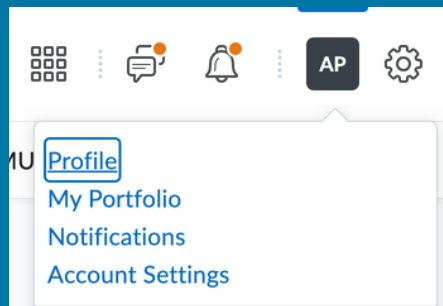 AP
MU
Profile
My Portfolio
Notifications
Account Settings